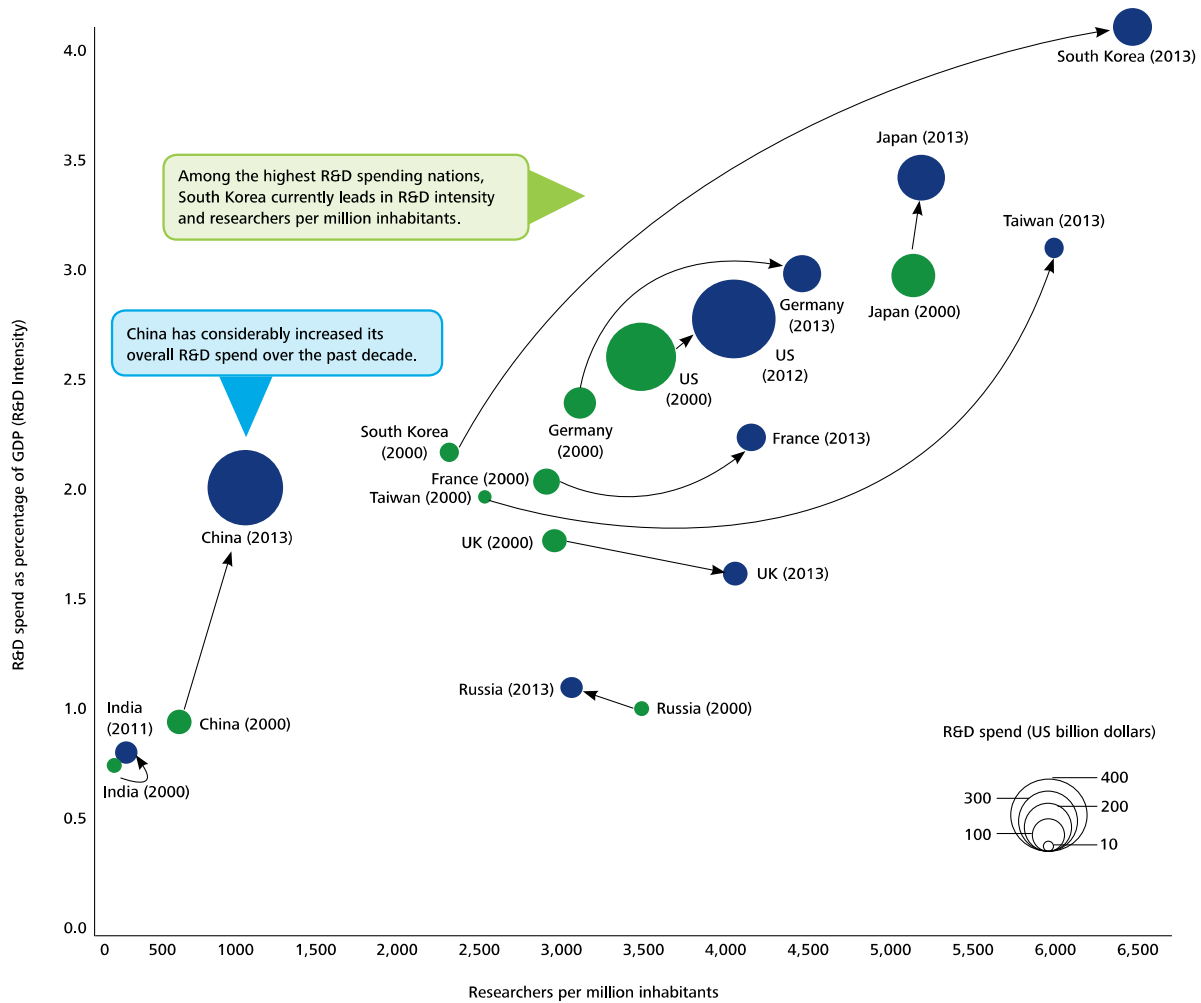 4.0
3.5
3.0
2.5
2.0
1.5
1.0
0.5
0.0
R&D spend as percentage of GDP (R&D Intensity)
South Korea (2013)
Japan (2013)
Among the highest R&D spending nations,
South Korea currently leads in R&D intensity
and researchers per million inhabitants.
Taiwan (2013)
Germany
(2013)
Japan
(2000)
China has considerably increased its
overall R&D spend over the past decade.
US
(2012)
US
(2000)
Germany
(2000)
South Korea
(2000)
France (2013)
France (2000)
Taiwan (2000)
China (2013)
UK (2000)
UK (2013)
Russia (2013)
Russia (2000)
India
(2011)
China (2000)
India (2000)
R&D spend (US billion dollars)
400
300
200
100
10
0 500 1000 1,500 2,000 2,500 3,000 3,500 4,000 4,500 5,000 5,500 6,000 6,500
Researchers per million inhabitants